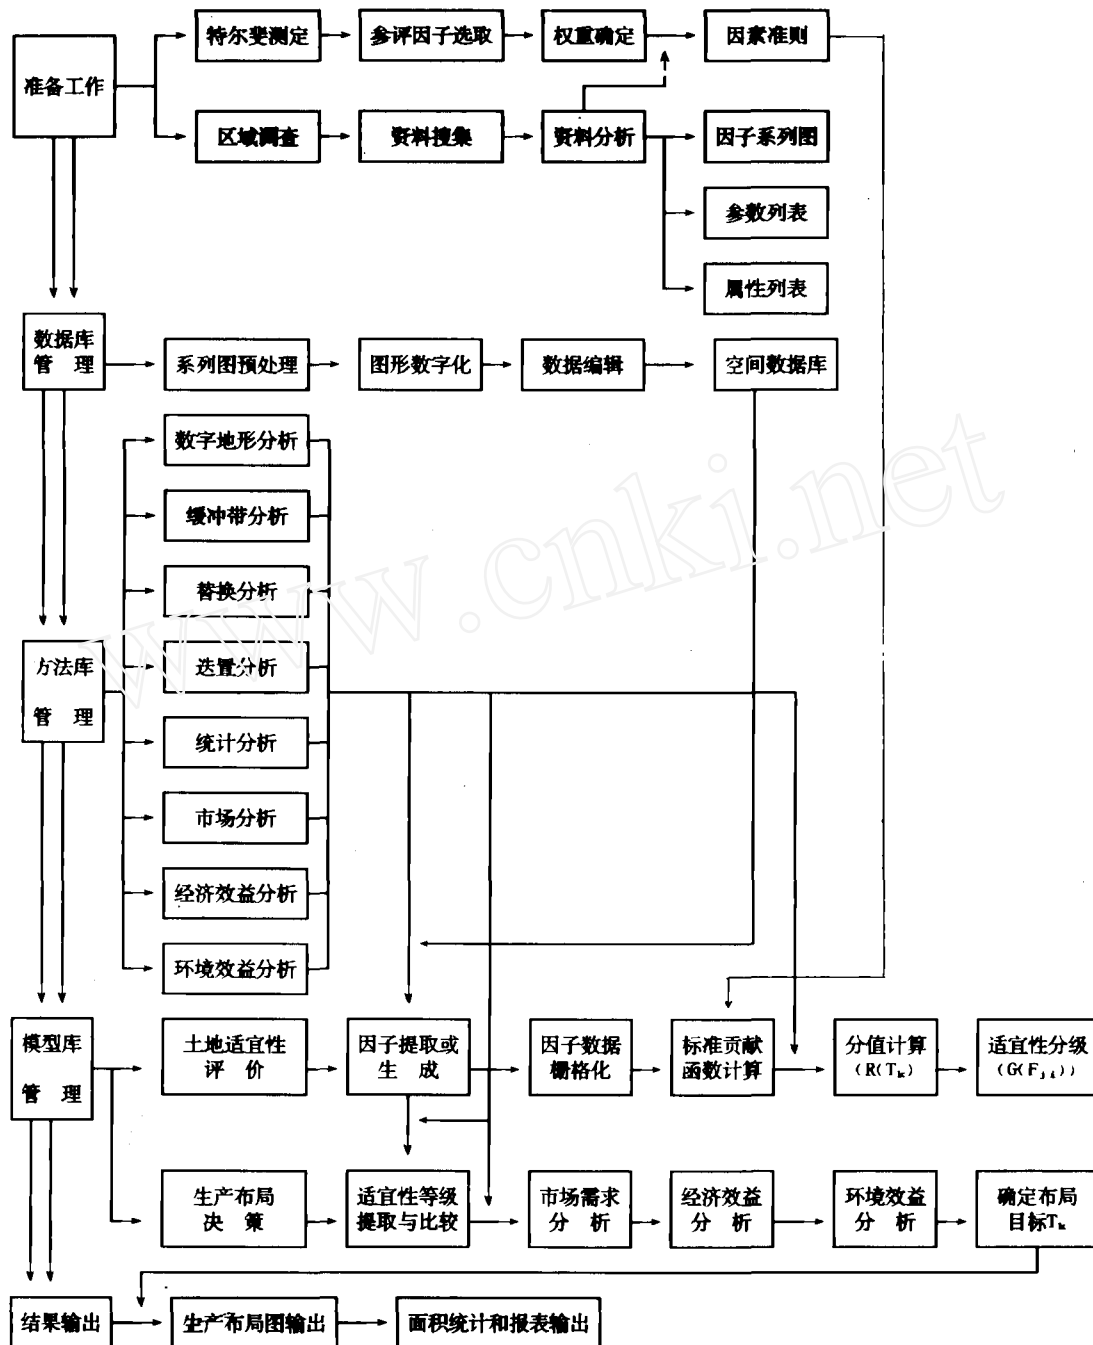 特尔斐测定
参评因子选取
权重确定
因素准则
准备工作
区域调查
资料搜集
资料分析
因子系列图
参数列表
属性列表
数据库
管 理
系列图预处理
图形数字化
数据编辑
空间数据库
数字地形分析
缓冲带分析
替换分析
方法库
管 理
迭置分析
统计分析
市场分析
经济效益分析
环境效益分析
模型库
管 理
土地适宜性
评 价
因子提取或
生 成
因子数据
栅格化
标准贡献
函数计算
分值计算
(R(Tₖ)
适宜性分级
(G(Fⱼᵢ))
生产布局
决 策
适宜性等级
提取与比较
市场需求
分 析
经济效益
分 析
环境效益
分 析
确定布局
目标Tₖ
结果输出
生产布局图输出
面积统计和报表输出
www.cnki.net